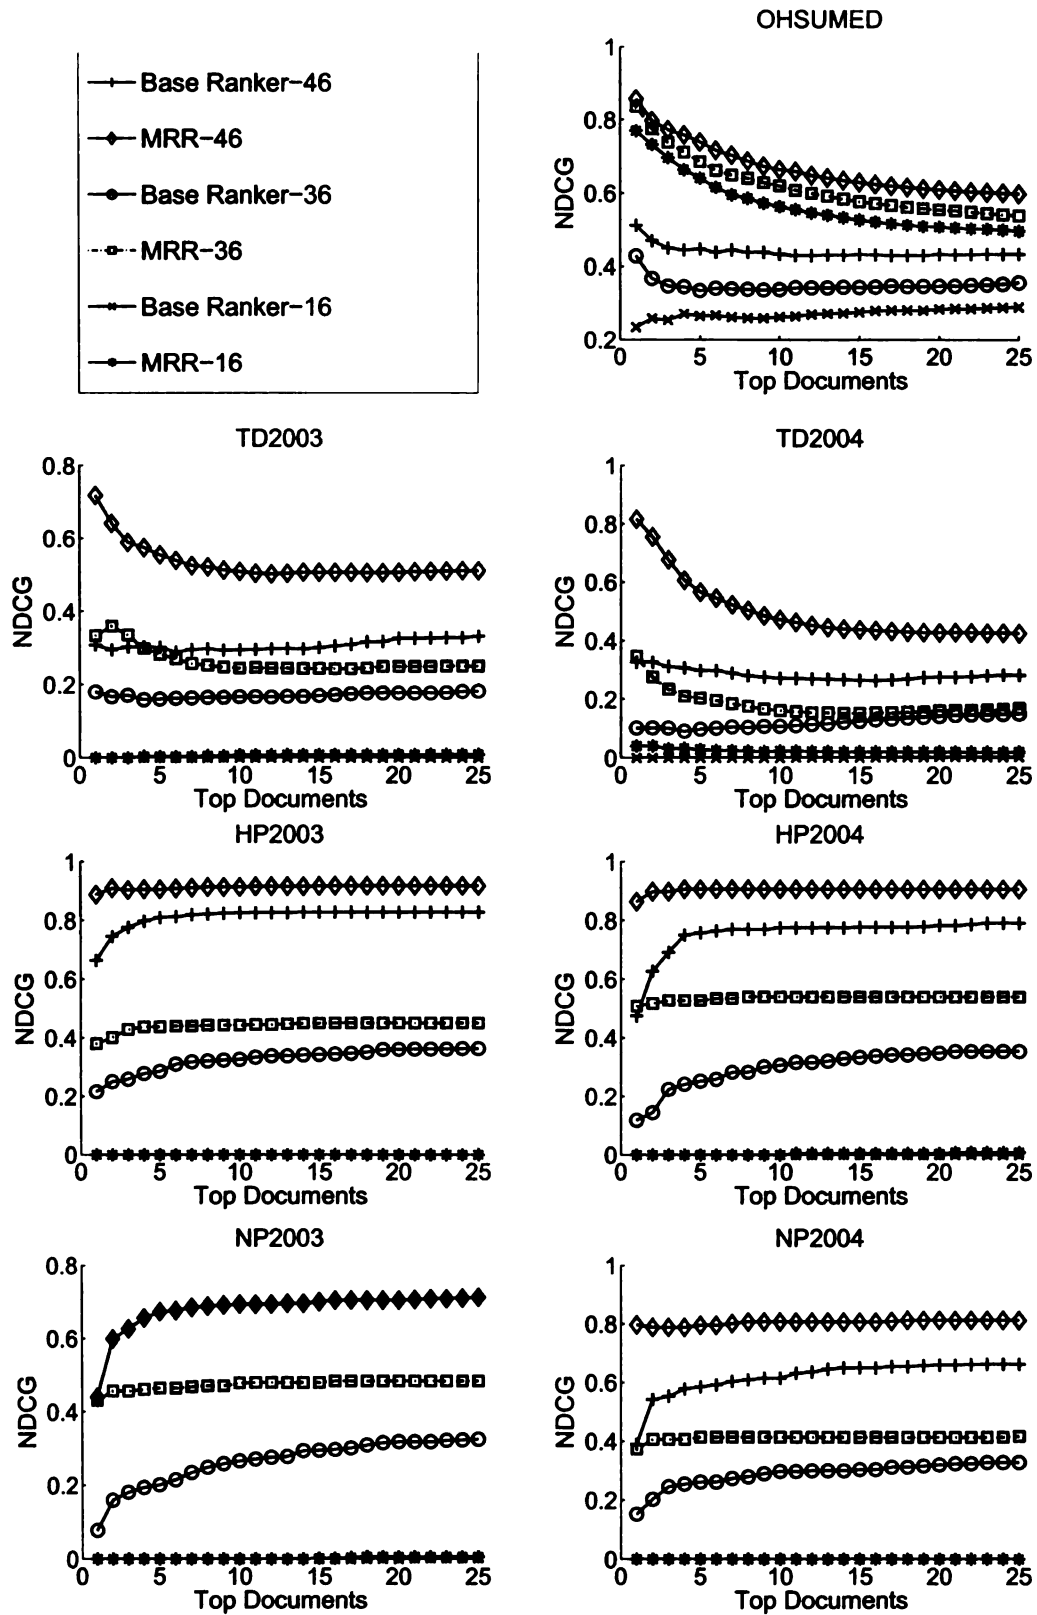 OHSUMED
Base Ranker-46
MRR-46
Base Ranker-36
MRR-36
Base Ranker-16
MRR-16
NDCG
1
0.8
0.6
0.4
0.2
0 5 10 15 20 25
Top Documents
TD2003
NDCG
0.8
0.6
0.4
0.2
0
0 5 10 15 20 25
Top Documents
TD2004
NDCG
1
0.8
0.6
0.4
0.2
0
0 5 10 15 20 25
Top Documents
HP2003
NDCG
1
0.8
0.6
0.4
0.2
0
0 5 10 15 20 25
Top Documents
HP2004
NDCG
1
0.8
0.6
0.4
0.2
0
0 5 10 15 20 25
Top Documents
NP2003
NDCG
0.8
0.6
0.4
0.2
0
0 5 10 15 20 25
Top Documents
NP2004
NDCG
1
0.8
0.6
0.4
0.2
0
0 5 10 15 20 25
Top Documents